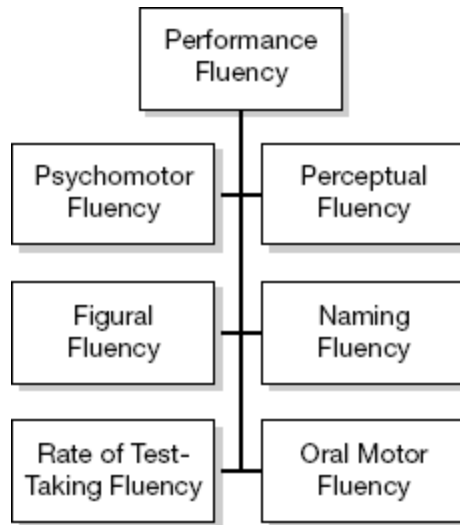 Performance
Fluency
Psychomotor
Fluency
Perceptual
Fluency
Figural
Fluency
Naming
Fluency
Rate of Test-
Taking Fluency
Oral Motor
Fluency